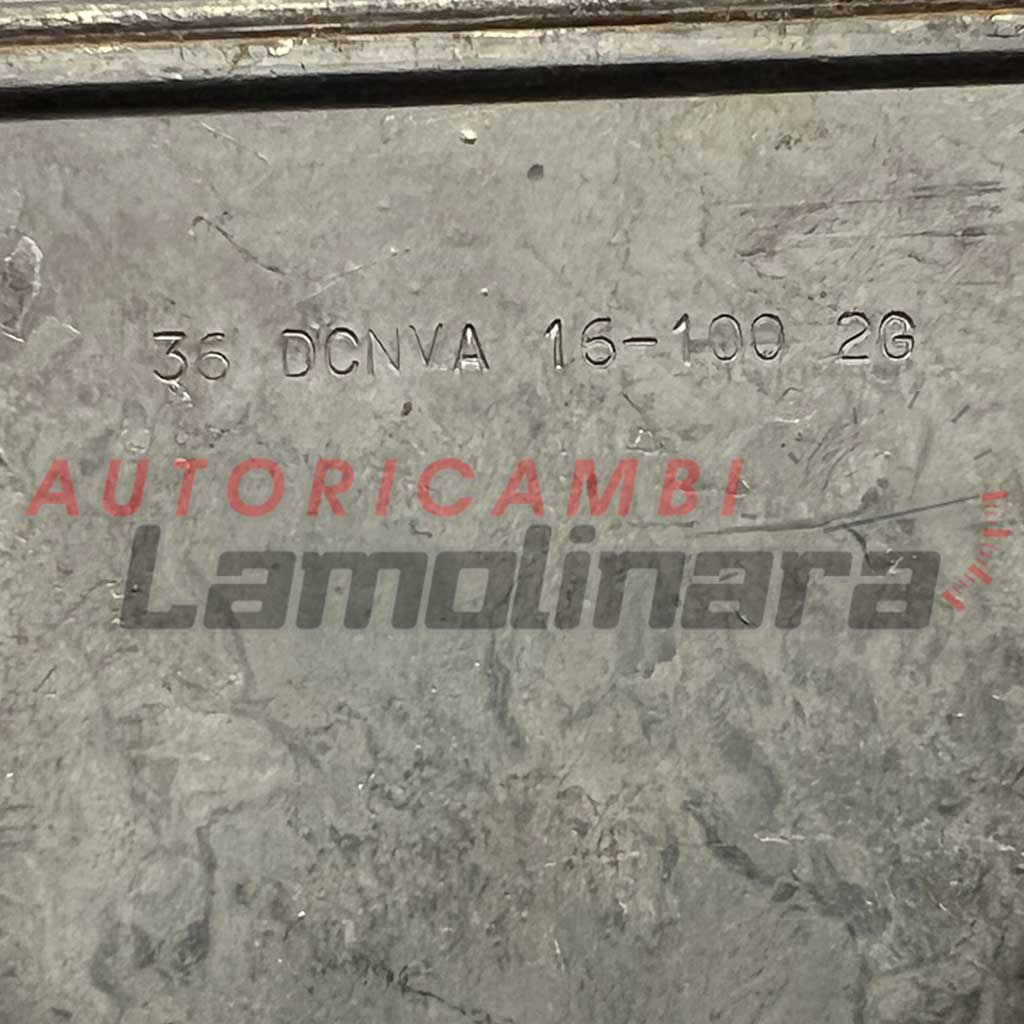 36 DCNVA 16-100 2G
AUTORICAMBI
Lamolinara